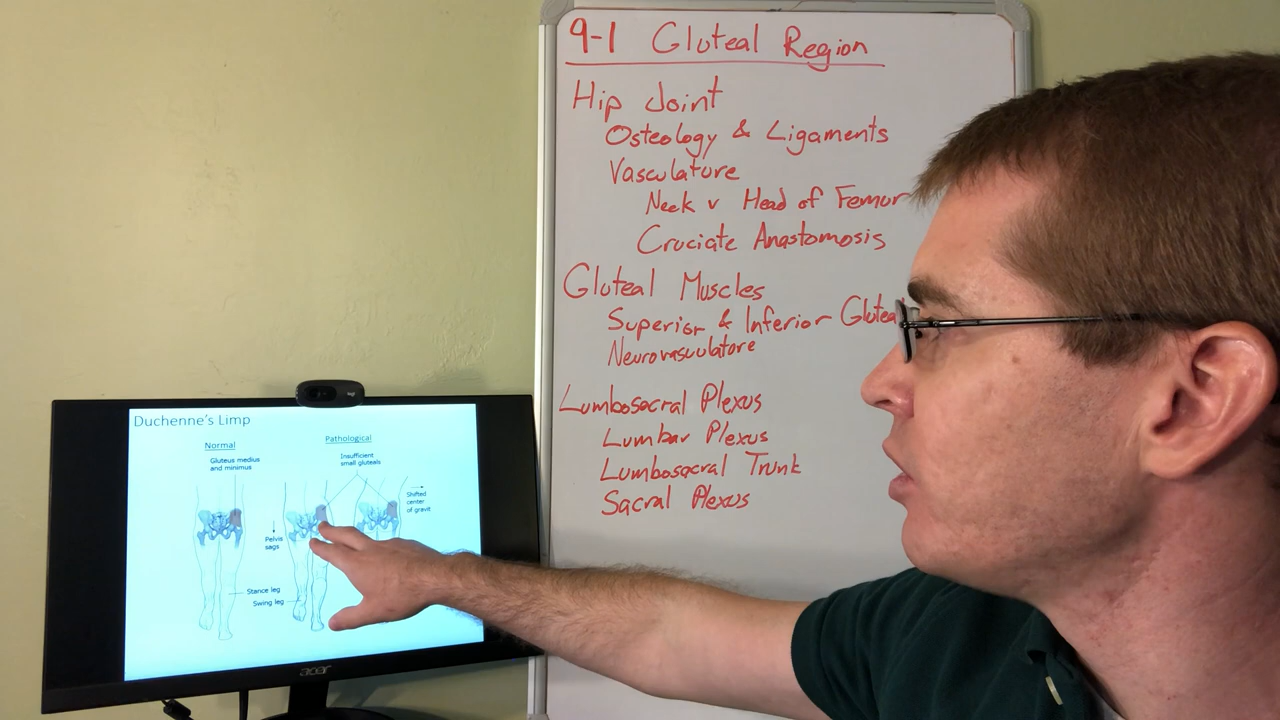 9-1 Gluteal Region
Hip Joint
Osteology & Ligaments
Vasculature
Neck v Head of Femur
Cruciate Anastomosis
Gluteal Muscles
Superior & Inferior Glutea
Neurovasculature
Lumbosacral Plexus
Lumbar Plexus
Lumbosacral Trunk
Sacral Plexus
Duchenne's Limp
Normal
Gluteus medius
and minimus
Pathological
Insufficient
small gluteals
Shifted
center
of gravit
Pelvis
sags
Stance leg
Swing leg
acer